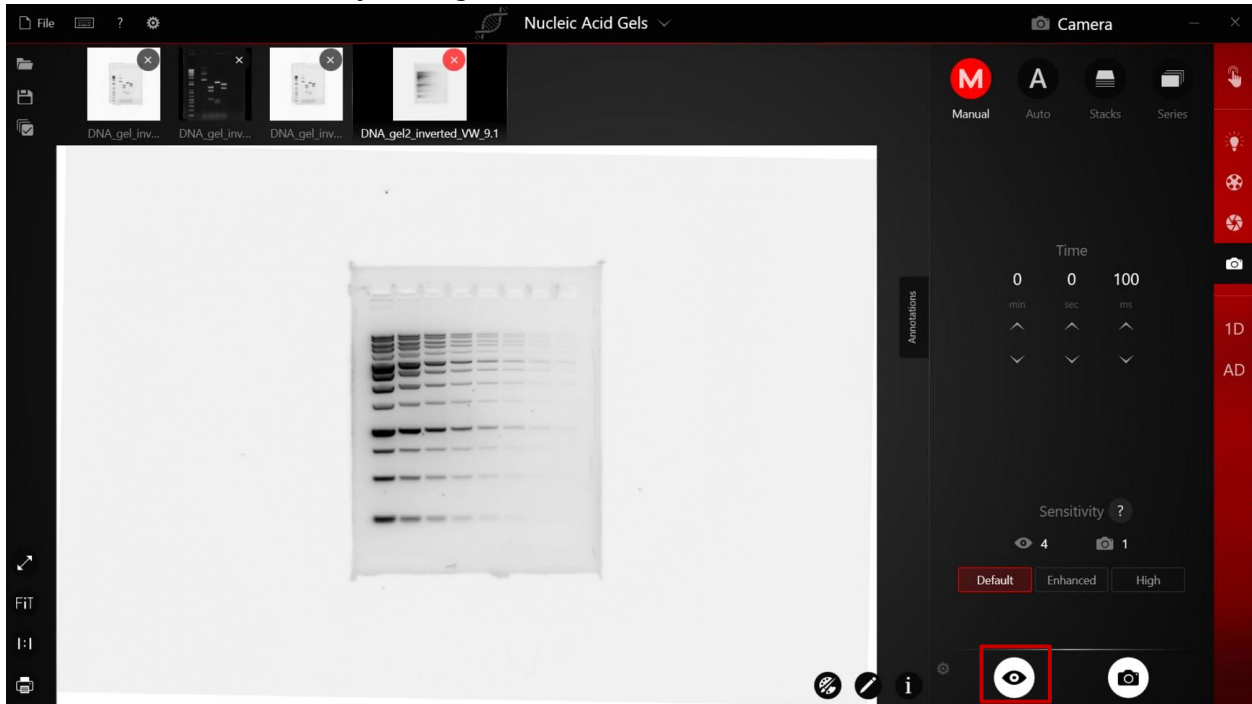 File ? Nucleic Acid Gels Camera
DNA_gel_inv... DNA_gel_inv... DNA_gel_inv... DNA_gel2_inverted_VW_9.1
M A
Manual Auto Stacks Series
Annotations
Time
0 0 100
min sec ms
1D
AD
Sensitivity ?
4 1
Default Enhanced High
FiT
1:1
i